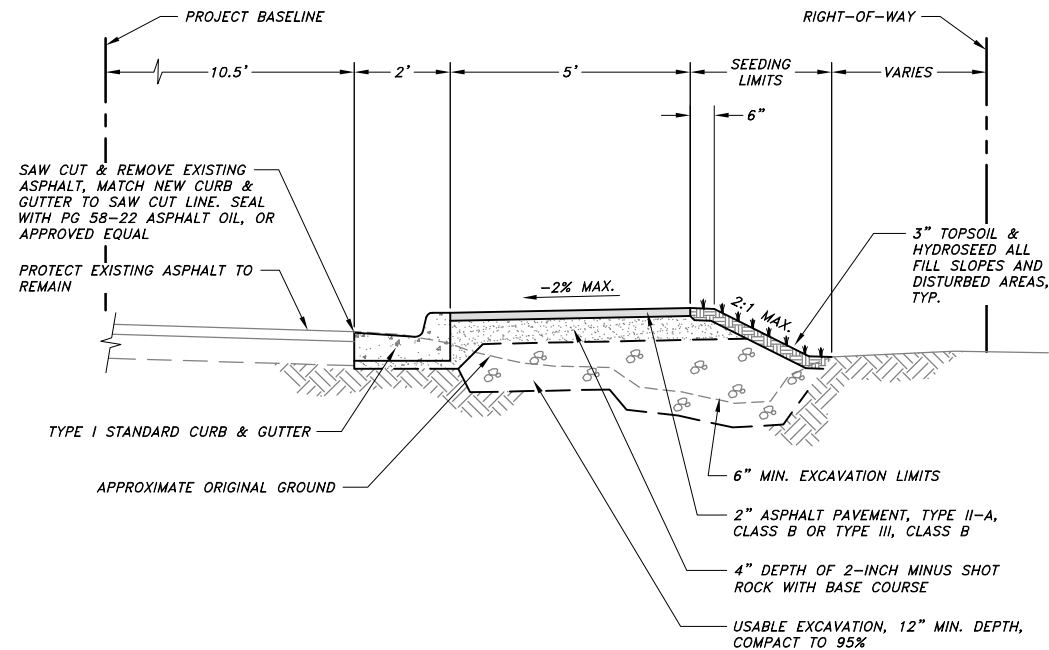 PROJECT BASELINE
RIGHT-OF-WAY
10.5'
2'
5'
SEEDING
LIMITS
VARIES
6"
SAW CUT & REMOVE EXISTING
ASPHALT, MATCH NEW CURB &
GUTTER TO SAW CUT LINE. SEAL
WITH PG 58-22 ASPHALT OIL, OR
APPROVED EQUAL
PROTECT EXISTING ASPHALT TO
REMAIN
-2% MAX.
2:1 MAX.
3" TOPSOIL &
HYDROSEED ALL
FILL SLOPES AND
DISTURBED AREAS,
TYP.
TYPE I STANDARD CURB & GUTTER
APPROXIMATE ORIGINAL GROUND
6" MIN. EXCAVATION LIMITS
2" ASPHALT PAVEMENT, TYPE II-A,
CLASS B OR TYPE III, CLASS B
4" DEPTH OF 2-INCH MINUS SHOT
ROCK WITH BASE COURSE
USABLE EXCAVATION, 12" MIN. DEPTH,
COMPACT TO 95%